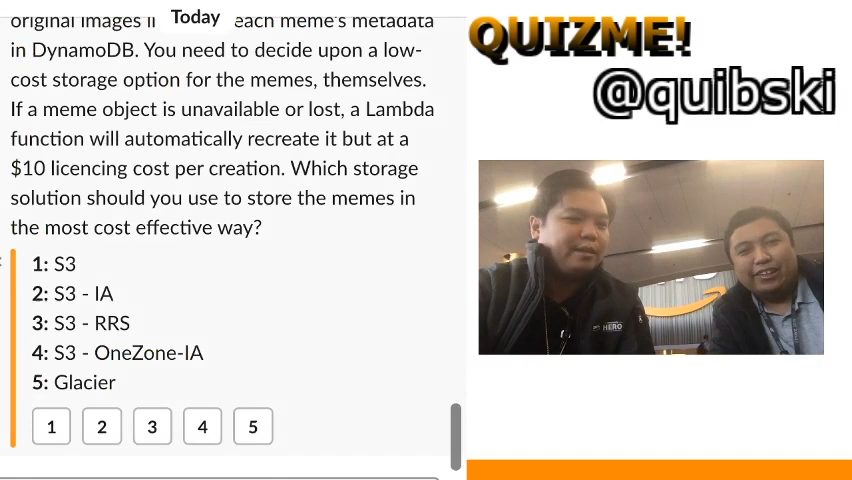 Today
original images each meme's metadata
in DynamoDB. You need to decide upon a low-
cost storage option for the memes, themselves.
If a meme object is unavailable or lost, a Lambda
function will automatically recreate it but at a
$10 licencing cost per creation. Which storage
solution should you use to store the memes in
the most cost effective way?
1: S3
2: S3 - IA
3: S3 - RRS
4: S3 - OneZone-IA
5: Glacier
1 2 3 4 5
QUIZME!
@quibski
HERO